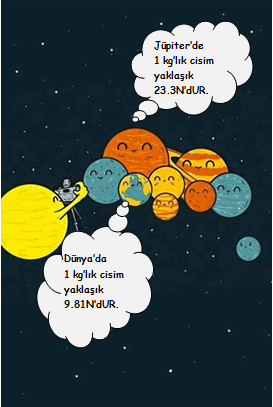 Jüpiter'de
1 kg'lık cisim
yaklaşık
23.3N'dUR.
Dünya'da
1 kg'lık cisim
yaklaşık
9.81N'dUR.